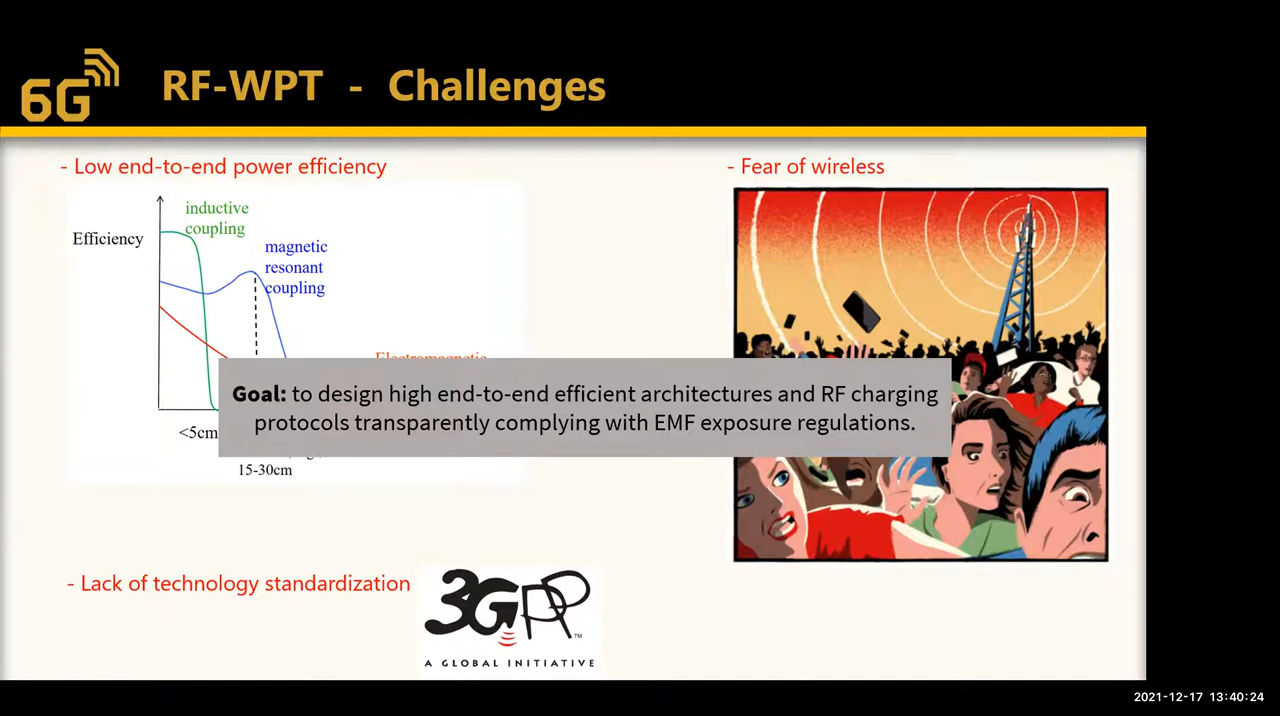 6G
RF-WPT - Challenges
- Low end-to-end power efficiency
Efficiency
inductive
coupling
magnetic
resonant
coupling
Electromagnetic
<5cm
15-30cm
- Fear of wireless
Goal: to design high end-to-end efficient architectures and RF charging
protocols transparently complying with EMF exposure regulations.
- Lack of technology standardization
3GPP™
A GLOBAL INITIATIVE
2021-12-17 13:40:24